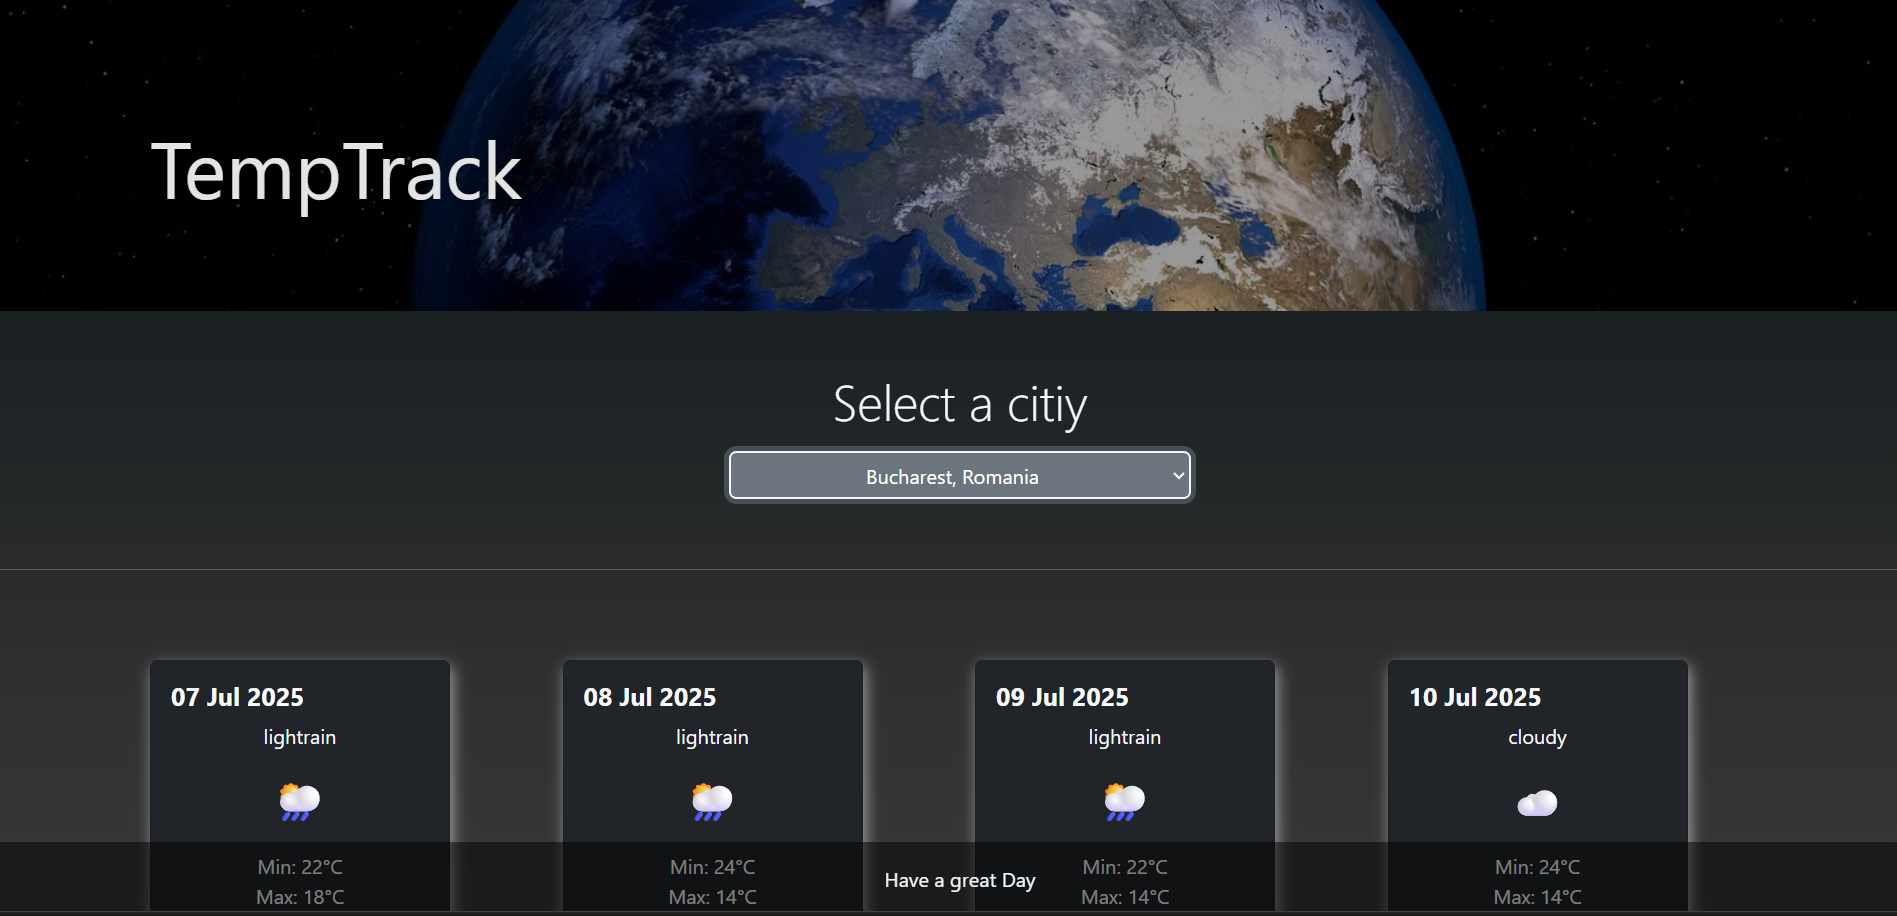 TempTrack
Select a citiy
Bucharest, Romania
07 Jul 2025
lightrain
Min: 22°C
Max: 18°C
08 Jul 2025
lightrain
Min: 24°C
Max: 14°C
09 Jul 2025
lightrain
Min: 22°C
Max: 14°C
10 Jul 2025
cloudy
Min: 24°C
Max: 14°C
Have a great Day